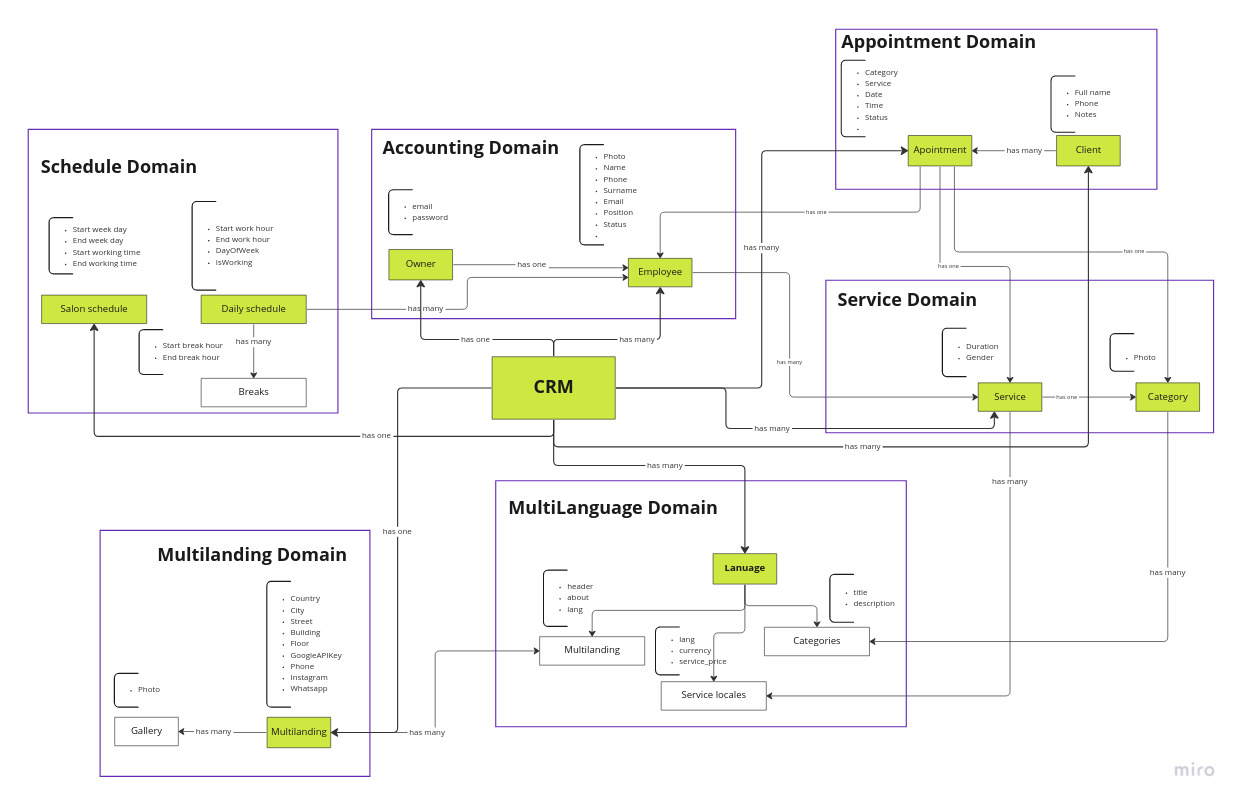 Appointment Domain
Category
Service
Date
Time
Status
Full name
Phone
Notes
Apointment
has many
Client
Schedule Domain
Start week day
End week day
Start working time
End working time
Start work hour
End work hour
DayOfWeek
IsWorking
Salon schedule
Daily schedule
Start break hour
End break hour
has many
Breaks
Accounting Domain
email
password
Photo
Name
Phone
Surname
Email
Position
Status
Owner
has one
Employee
has many
has one
has many
has one
has many
has one
has one
Service Domain
Duration
Gender
Photo
has many
Service
has one
Category
CRM
has one
has many
has many
has many
has many
has one
has many
MultiLanguage Domain
Lanuage
header
about
lang
title
description
lang
currency
service_price
Multilanding
Categories
Service locales
Multilanding Domain
Country
City
Street
Building
Floor
GoogleAPIKey
Phone
Instagram
Whatsapp
Photo
Gallery
has many
Multilanding
has many
miro